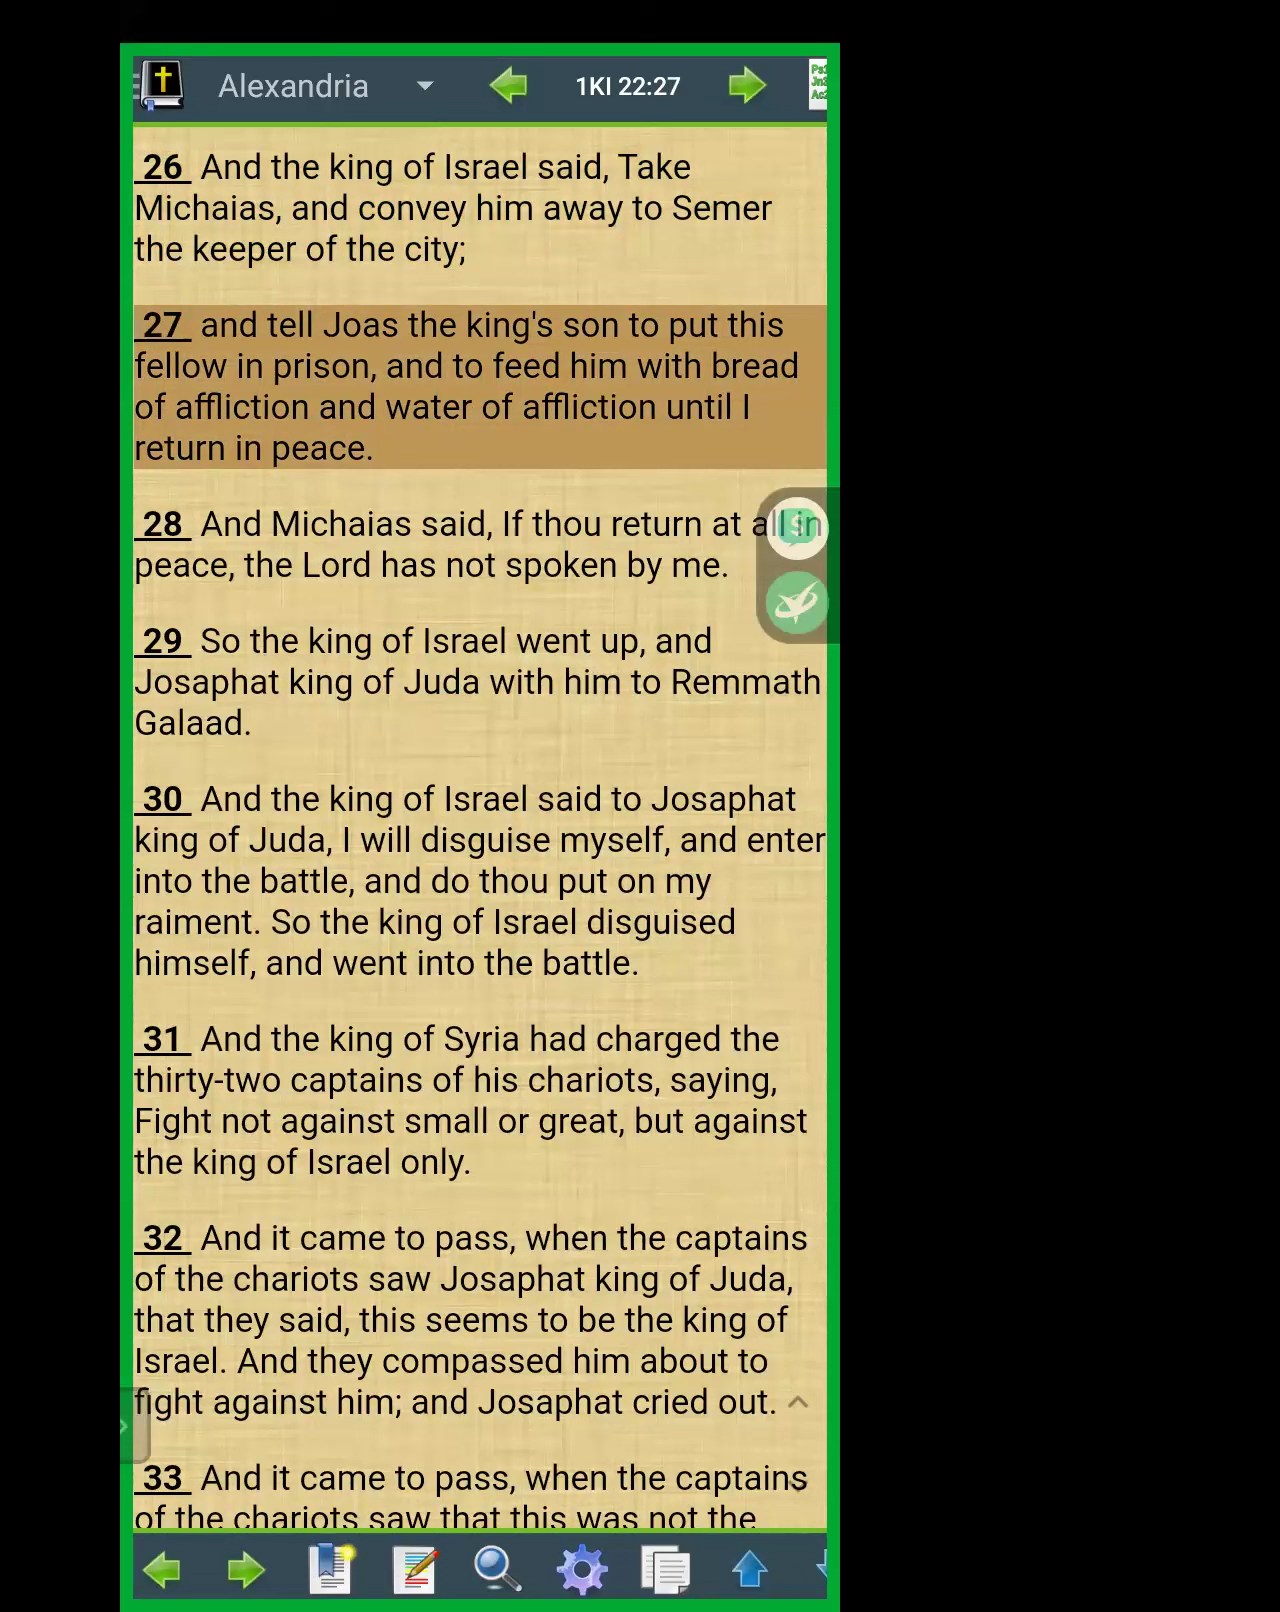 Alexandria
1KI 22:27
26 And the king of Israel said, Take
Michaias, and convey him away to Semer
the keeper of the city;
27 and tell Joas the king's son to put this
fellow in prison, and to feed him with bread
of affliction and water of affliction until I
return in peace.
28 And Michaias said, If thou return at all in
peace, the Lord has not spoken by me.
29 So the king of Israel went up, and
Josaphat king of Juda with him to Remmath
Galaad.
30 And the king of Israel said to Josaphat
king of Juda, I will disguise myself, and enter
into the battle, and do thou put on my
raiment. So the king of Israel disguised
himself, and went into the battle.
31 And the king of Syria had charged the
thirty-two captains of his chariots, saying,
Fight not against small or great, but against
the king of Israel only.
32 And it came to pass, when the captains
of the chariots saw Josaphat king of Juda,
that they said, this seems to be the king of
Israel. And they compassed him about to
fight against him; and Josaphat cried out.
33 And it came to pass, when the captains
of the chariots saw that this was not the